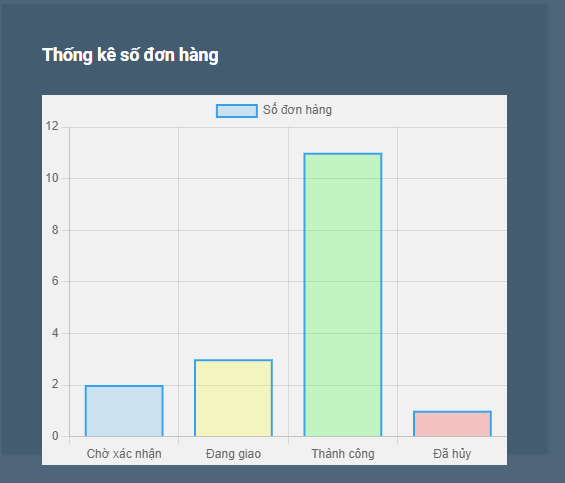 Thống kê số đơn hàng
Số đơn hàng
12
10
8
6
4
2
0
Chờ xác nhận Đang giao Thành công Đã hủy